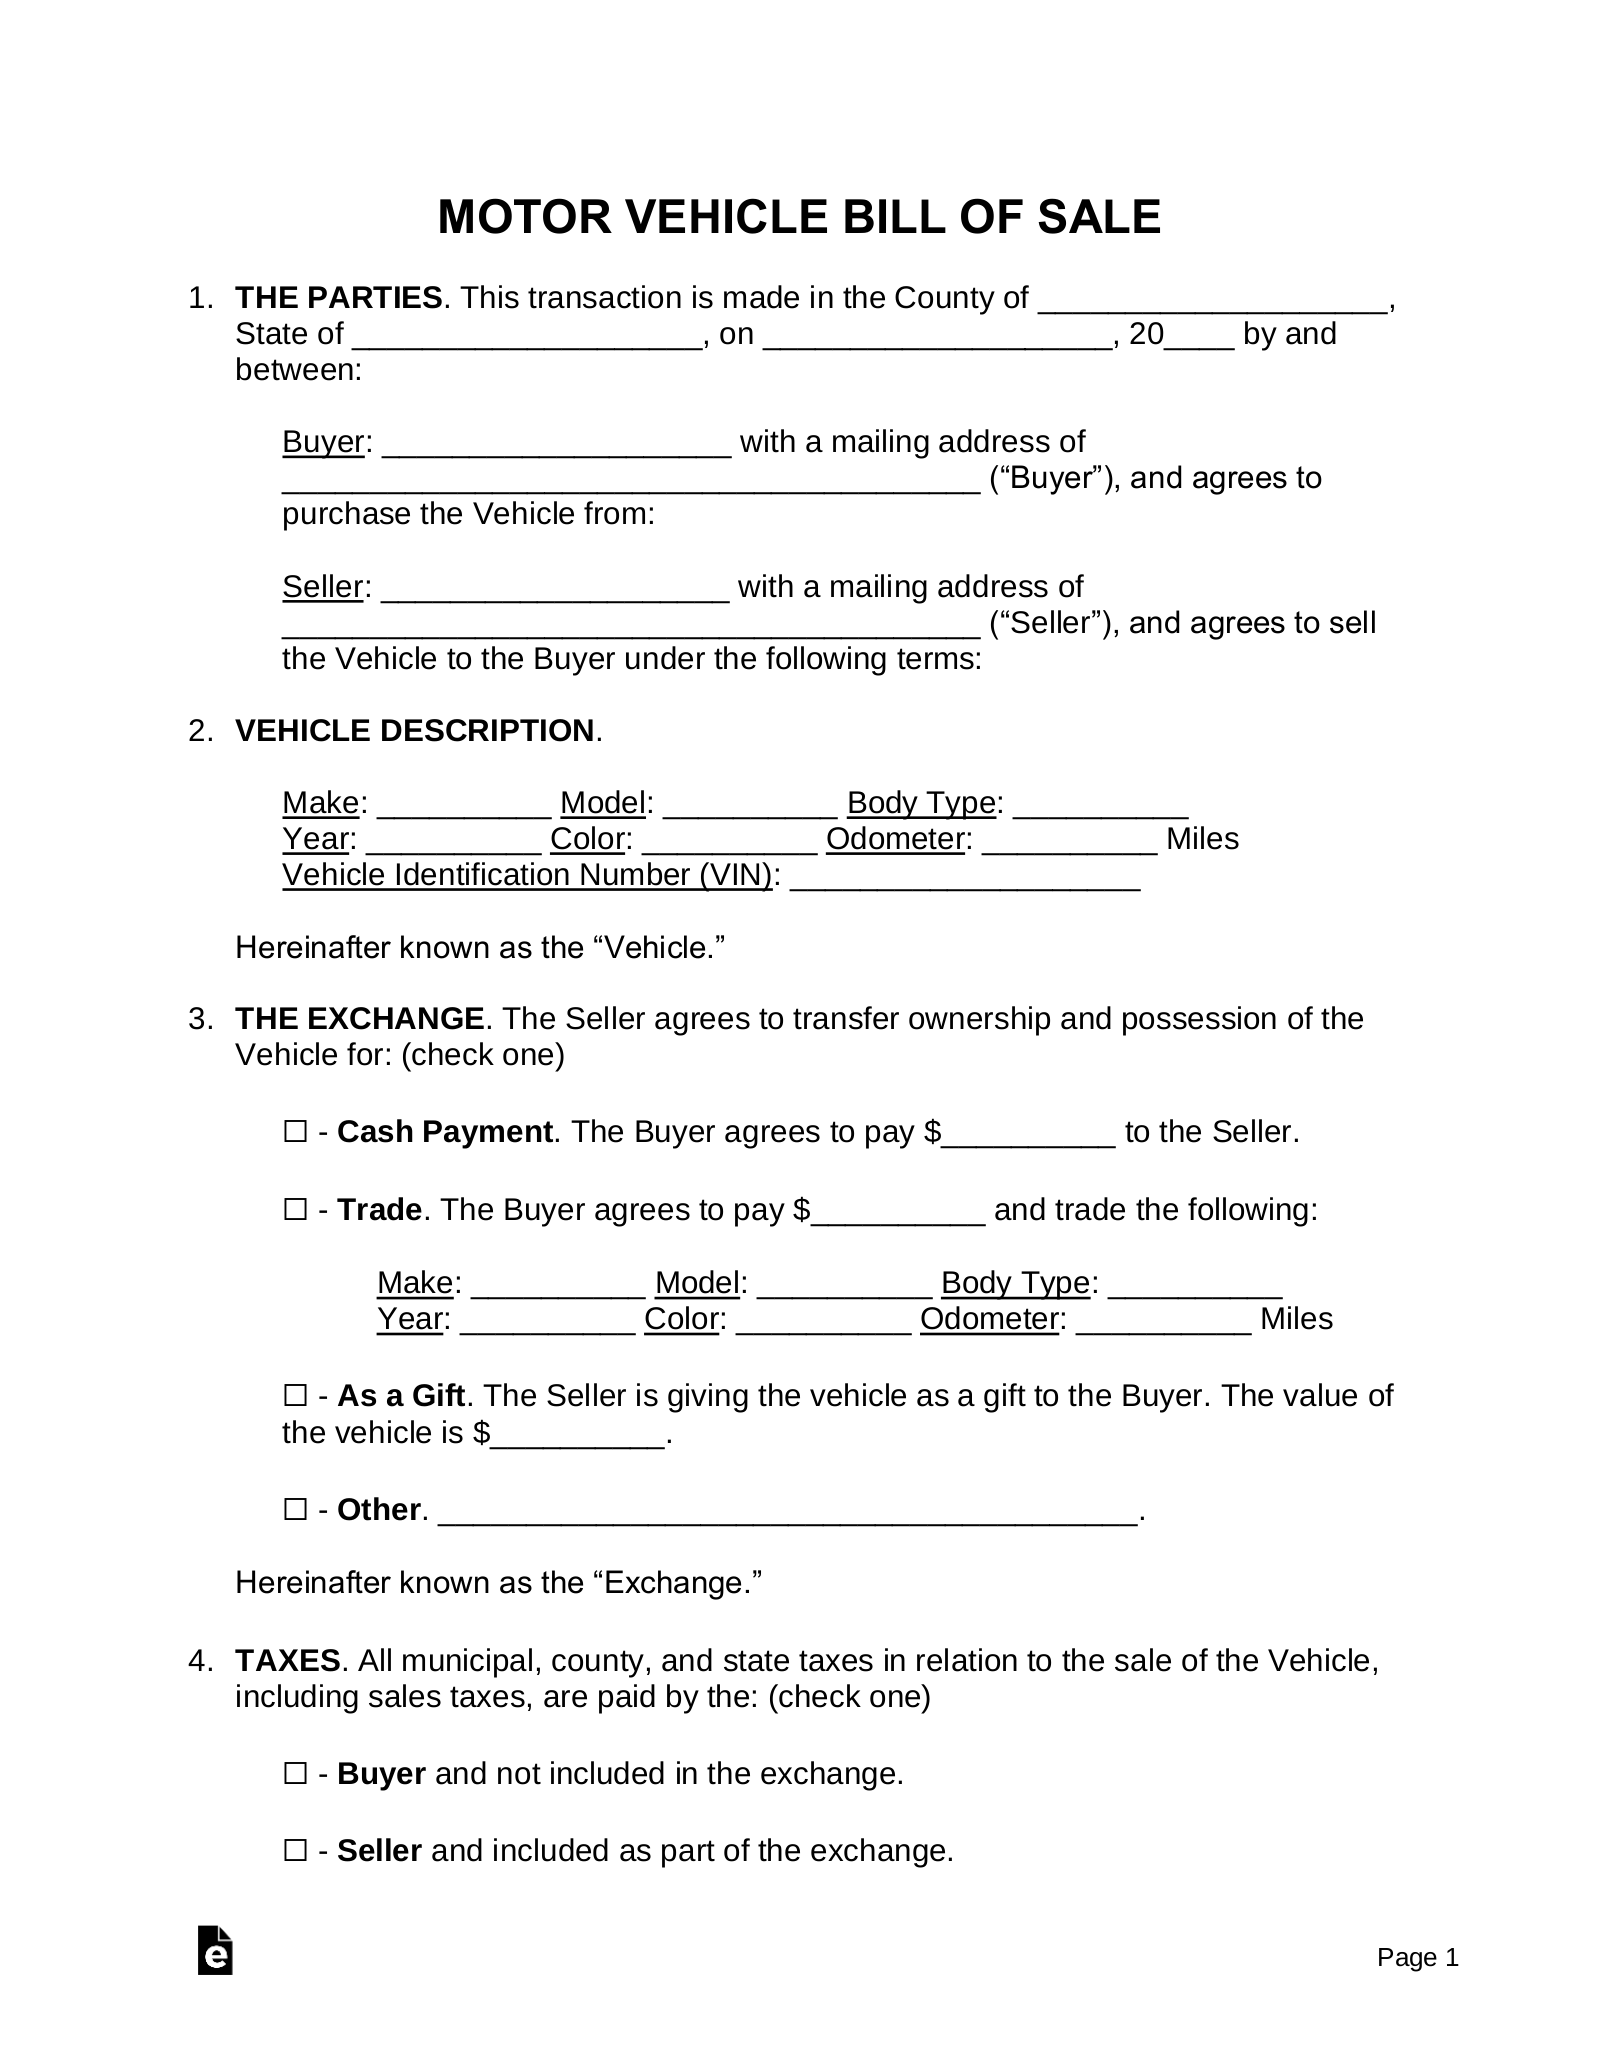 MOTOR VEHICLE BILL OF SALE
1. THE PARTIES. This transaction is made in the County of ____________________,
State of ____________________, on ____________________, 20____ by and
between:
Buyer: ____________________ with a mailing address of
________________________________________ (“Buyer”), and agrees to
purchase the Vehicle from:
Seller: ____________________ with a mailing address of
________________________________________ (“Seller”), and agrees to sell
the Vehicle to the Buyer under the following terms:
2. VEHICLE DESCRIPTION.
Make: __________ Model: __________ Body Type: __________
Year: __________ Color: __________ Odometer: __________ Miles
Vehicle Identification Number (VIN): ____________________
Hereinafter known as the “Vehicle.”
3. THE EXCHANGE. The Seller agrees to transfer ownership and possession of the
Vehicle for: (check one)
☐ - Cash Payment. The Buyer agrees to pay $__________ to the Seller.
☐ - Trade. The Buyer agrees to pay $__________ and trade the following:
Make: __________ Model: __________ Body Type: __________
Year: __________ Color: __________ Odometer: __________ Miles
☐ - As a Gift. The Seller is giving the vehicle as a gift to the Buyer. The value of
the vehicle is $__________.
☐ - Other. ________________________________________.
Hereinafter known as the “Exchange.”
4. TAXES. All municipal, county, and state taxes in relation to the sale of the Vehicle,
including sales taxes, are paid by the: (check one)
☐ - Buyer and not included in the exchange.
☐ - Seller and included as part of the exchange.
e
Page 1